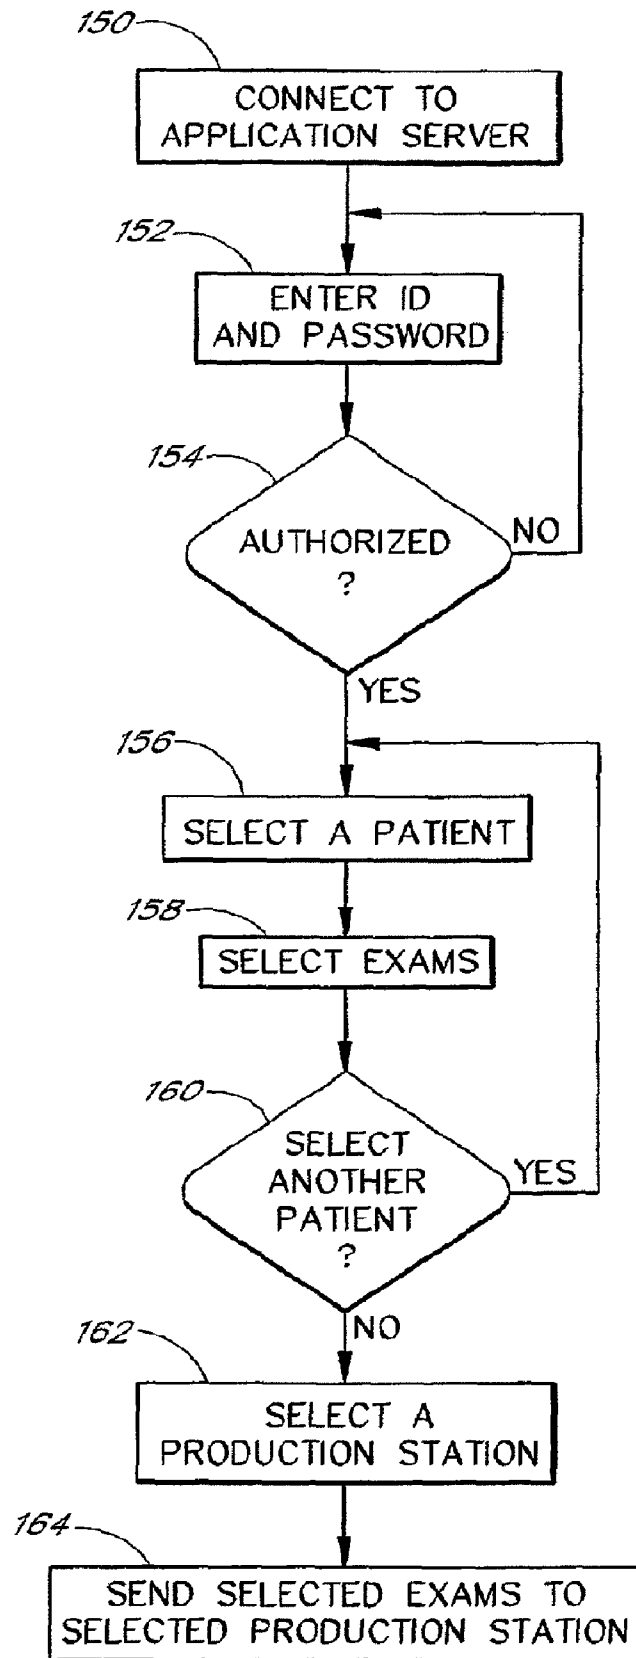 150
CONNECT TO
APPLICATION SERVER
152
ENTER ID
AND PASSWORD
154
AUTHORIZED
?
NO
YES
156
SELECT A PATIENT
158
SELECT EXAMS
160
SELECT
ANOTHER
PATIENT
?
YES
NO
162
SELECT A
PRODUCTION STATION
164
SEND SELECTED EXAMS TO
SELECTED PRODUCTION STATION